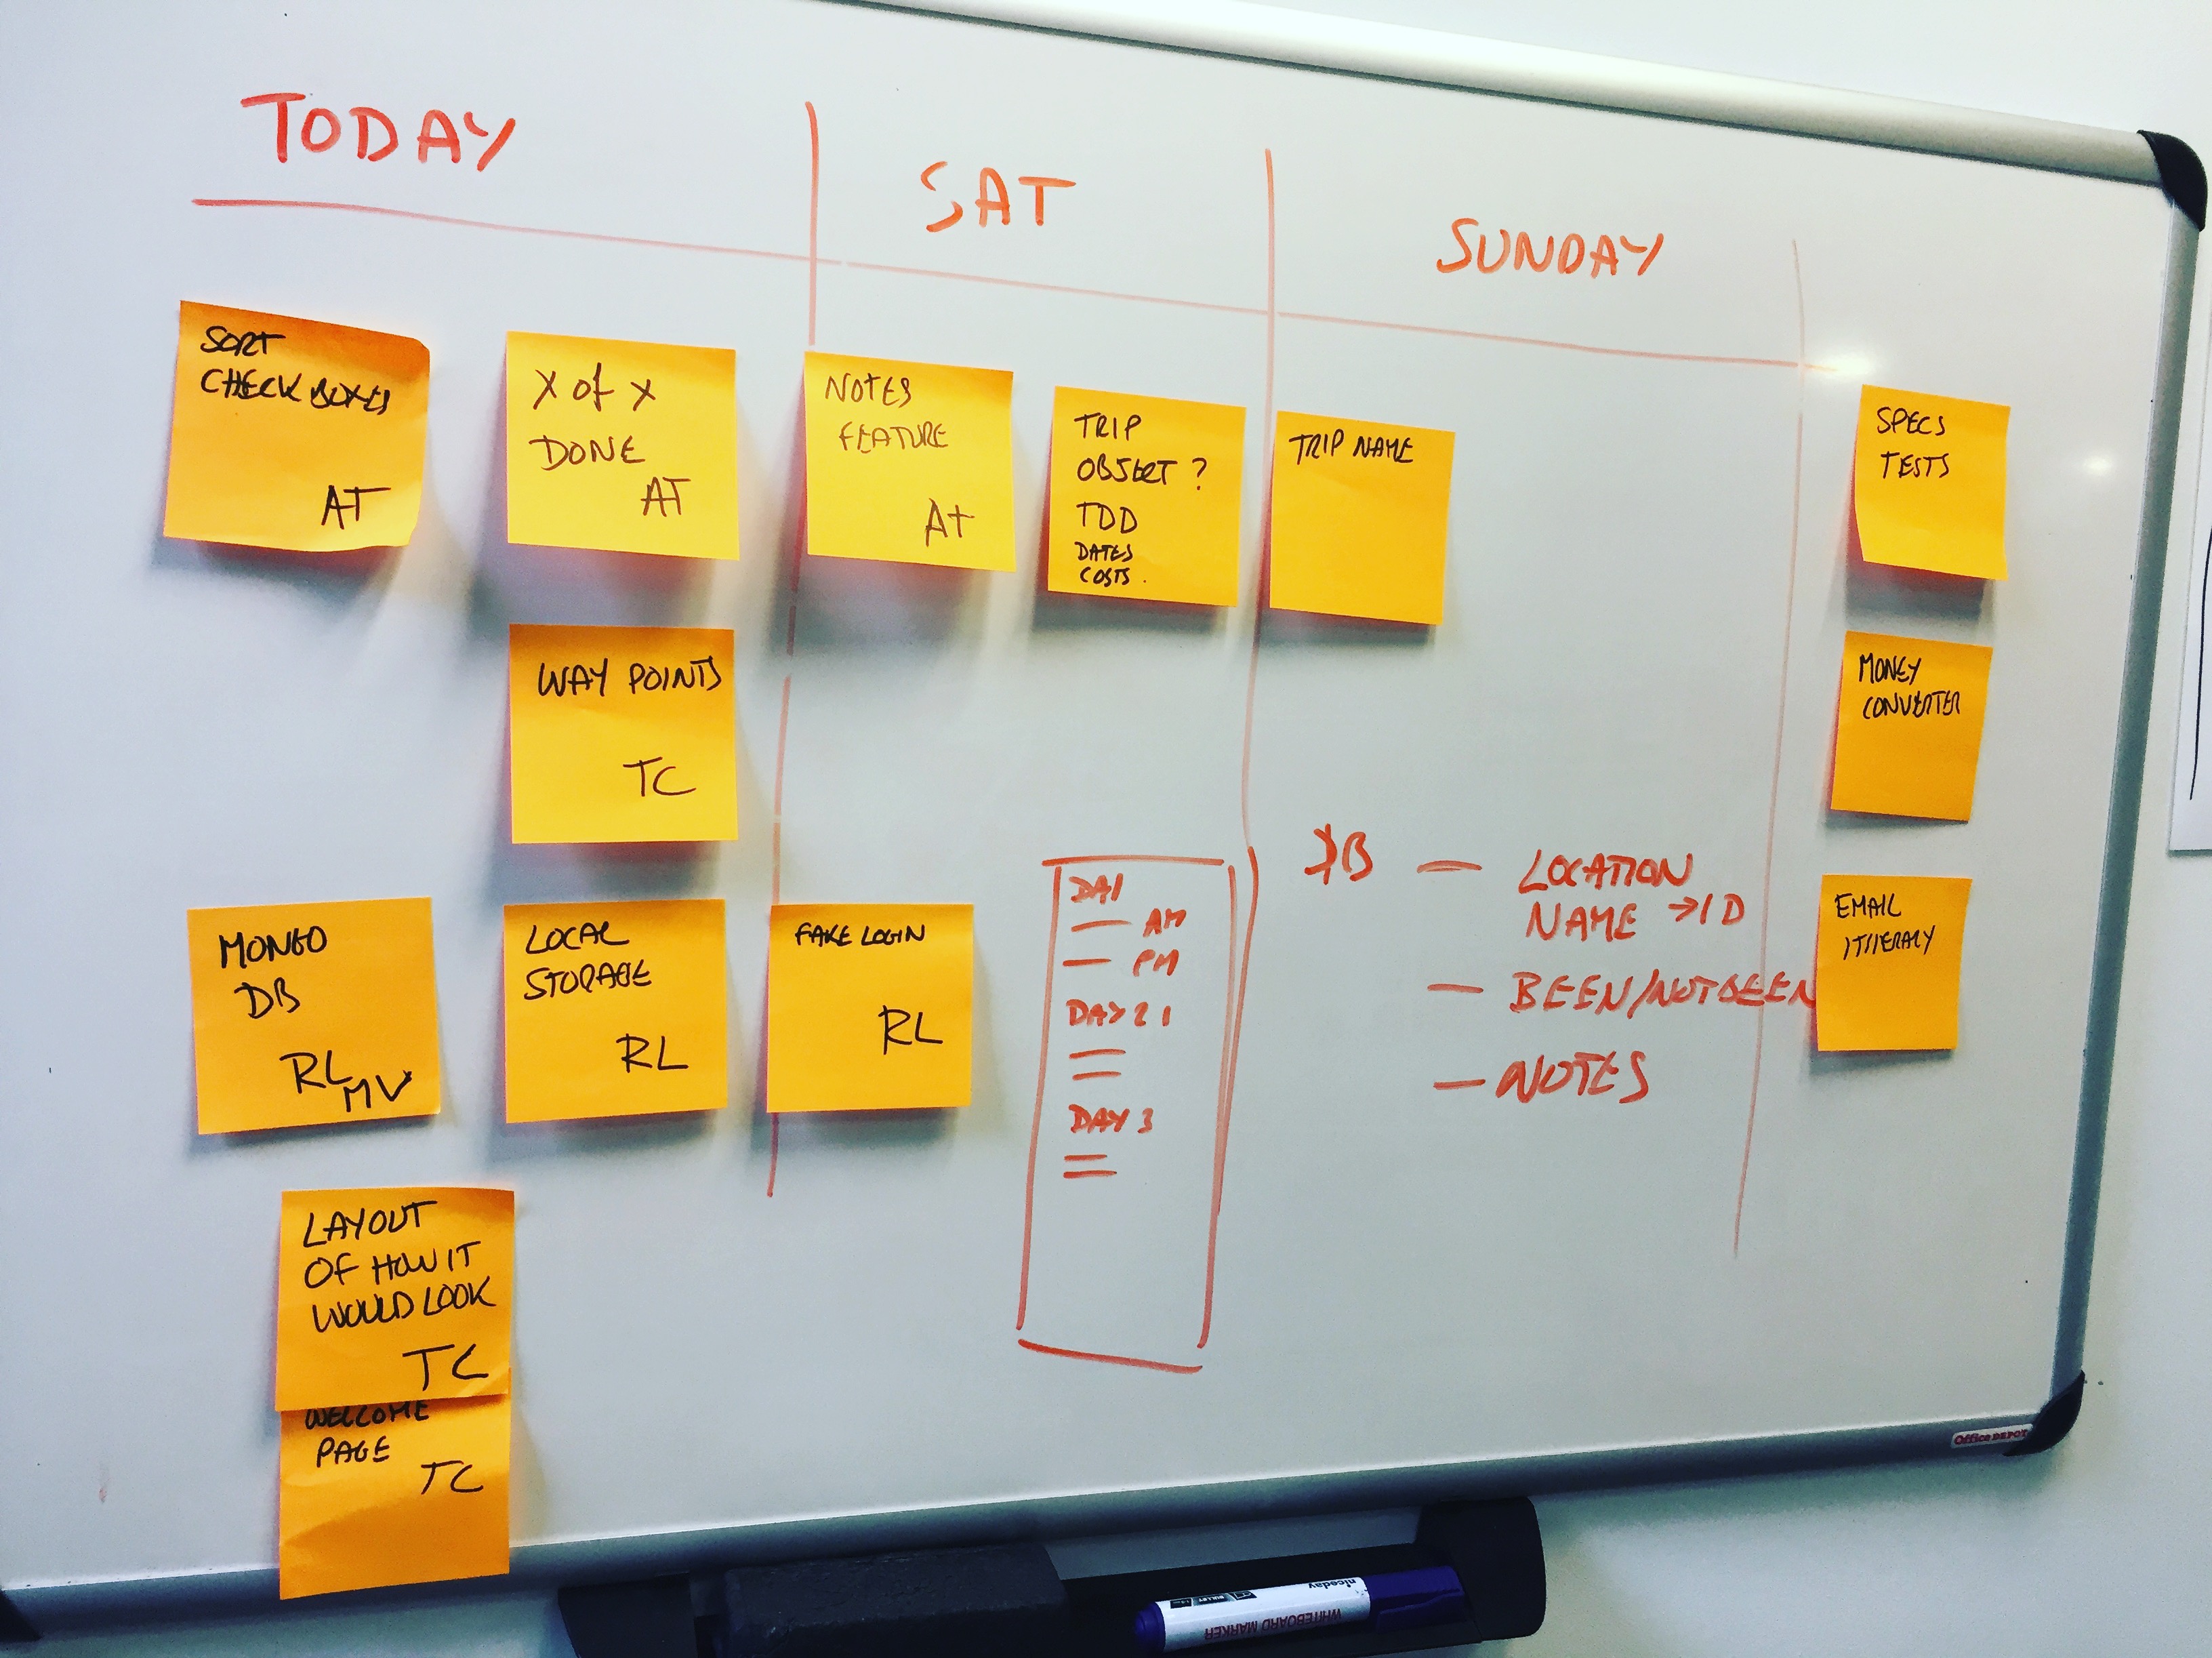 TODAY
SAT
SUNDAY
SORT
CHECK BOXES
AT
X of X
DONE
AT
NOTES
FEATURE
AT
TRIP
OBJECT ?
TDD
DATES
COSTS.
TRIP NAME
SPECS
TESTS
WAY POINTS
TC
MONEY
CONVERTER
MONGO
DB
RL
MV
LOCAL
STORAGE
RL
FAKE LOGIN
RL
DAY 1
— AM
— PM
DAY 2
DAY 3
DB — LOCATION
NAME → ID
— BEEN/NOT BEEN
— NOTES
EMAIL
ITINERARY
LAYOUT
OF HOW IT
WOULD LOOK
TC
WELCOME
PAGE
TC
Office DEPOT
niceday
WHITEBOARD MARKER